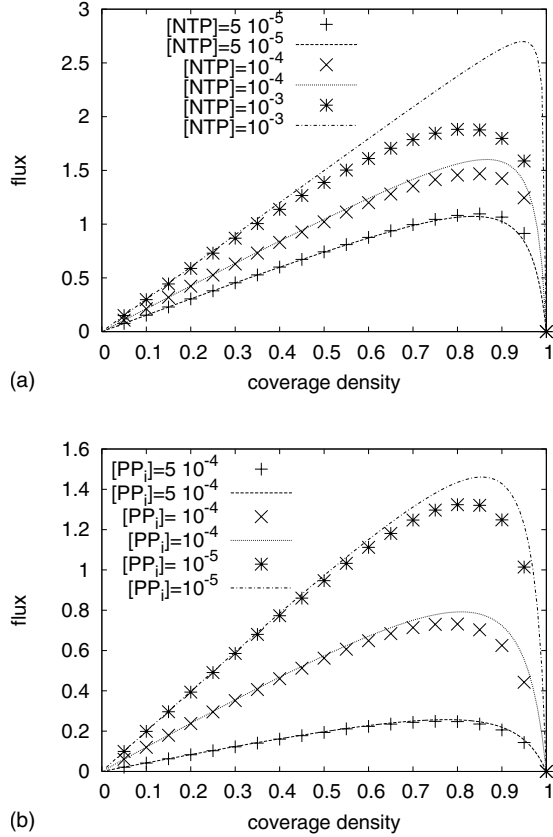 3
2.5
2
1.5
1
0.5
0
flux
[NTP]=5 10-5
[NTP]=5 10-5
[NTP]=10-4
[NTP]=10-4
[NTP]=10-3
[NTP]=10-3
0 0.1 0.2 0.3 0.4 0.5 0.6 0.7 0.8 0.9 1
(a) coverage density
1.6
1.4
1.2
1
0.8
0.6
0.4
0.2
0
flux
[PPi]=5 10-4
[PPi]=5 10-4
[PPi]= 10-4
[PPi]=10-4
[PPi]= 10-5
[PPi]=10-5
0 0.1 0.2 0.3 0.4 0.5 0.6 0.7 0.8 0.9 1
(b) coverage density